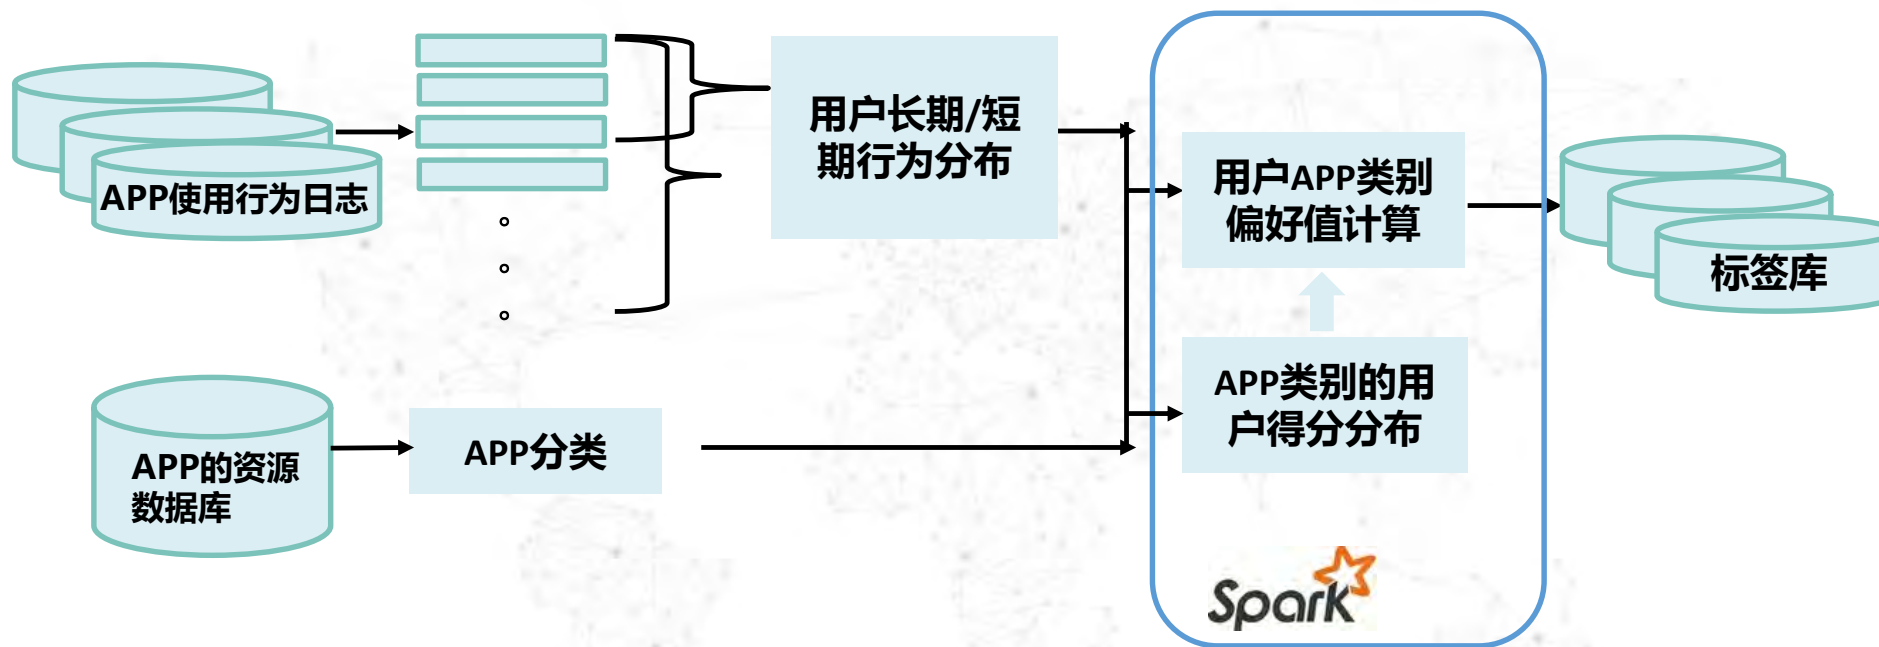 APP使用行为日志
用户长期/短
期行为分布
用户APP类别
偏好值计算
标签库
APP的资源
数据库
APP分类
APP类别的用
户得分分布
Spark